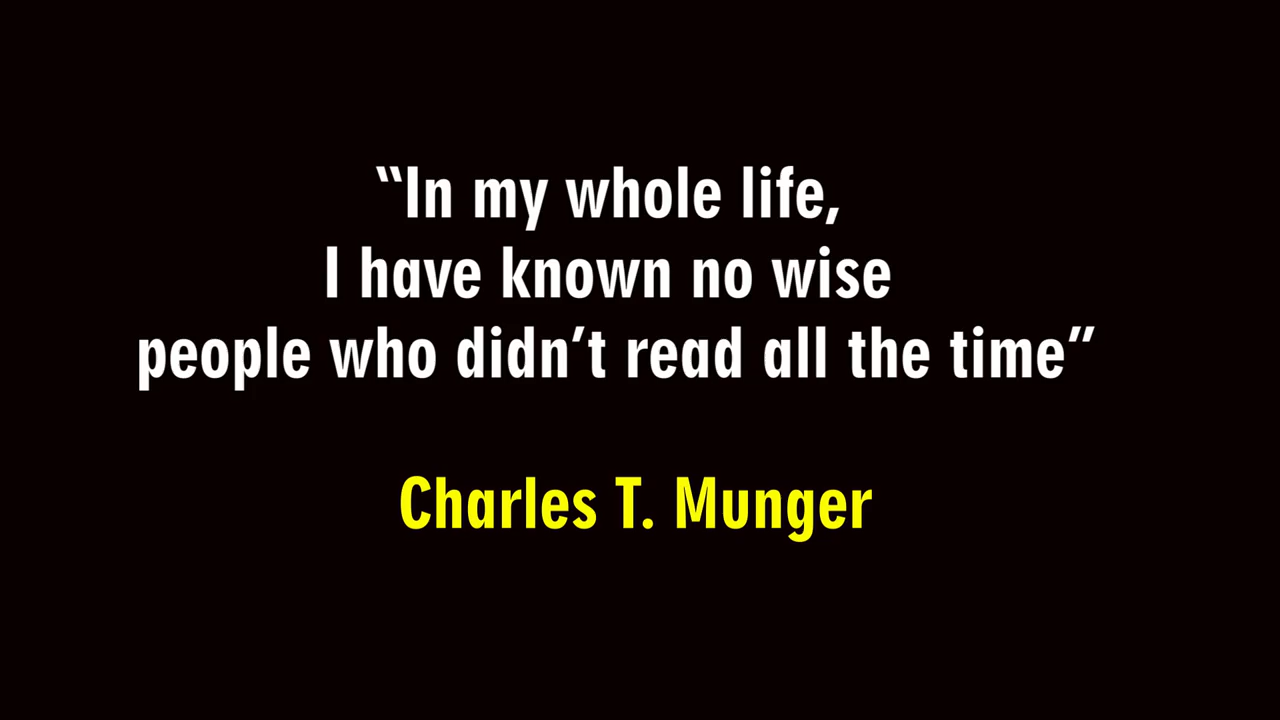 “In my whole life,
I have known no wise
people who didn’t read all the time”
Charles T. Munger